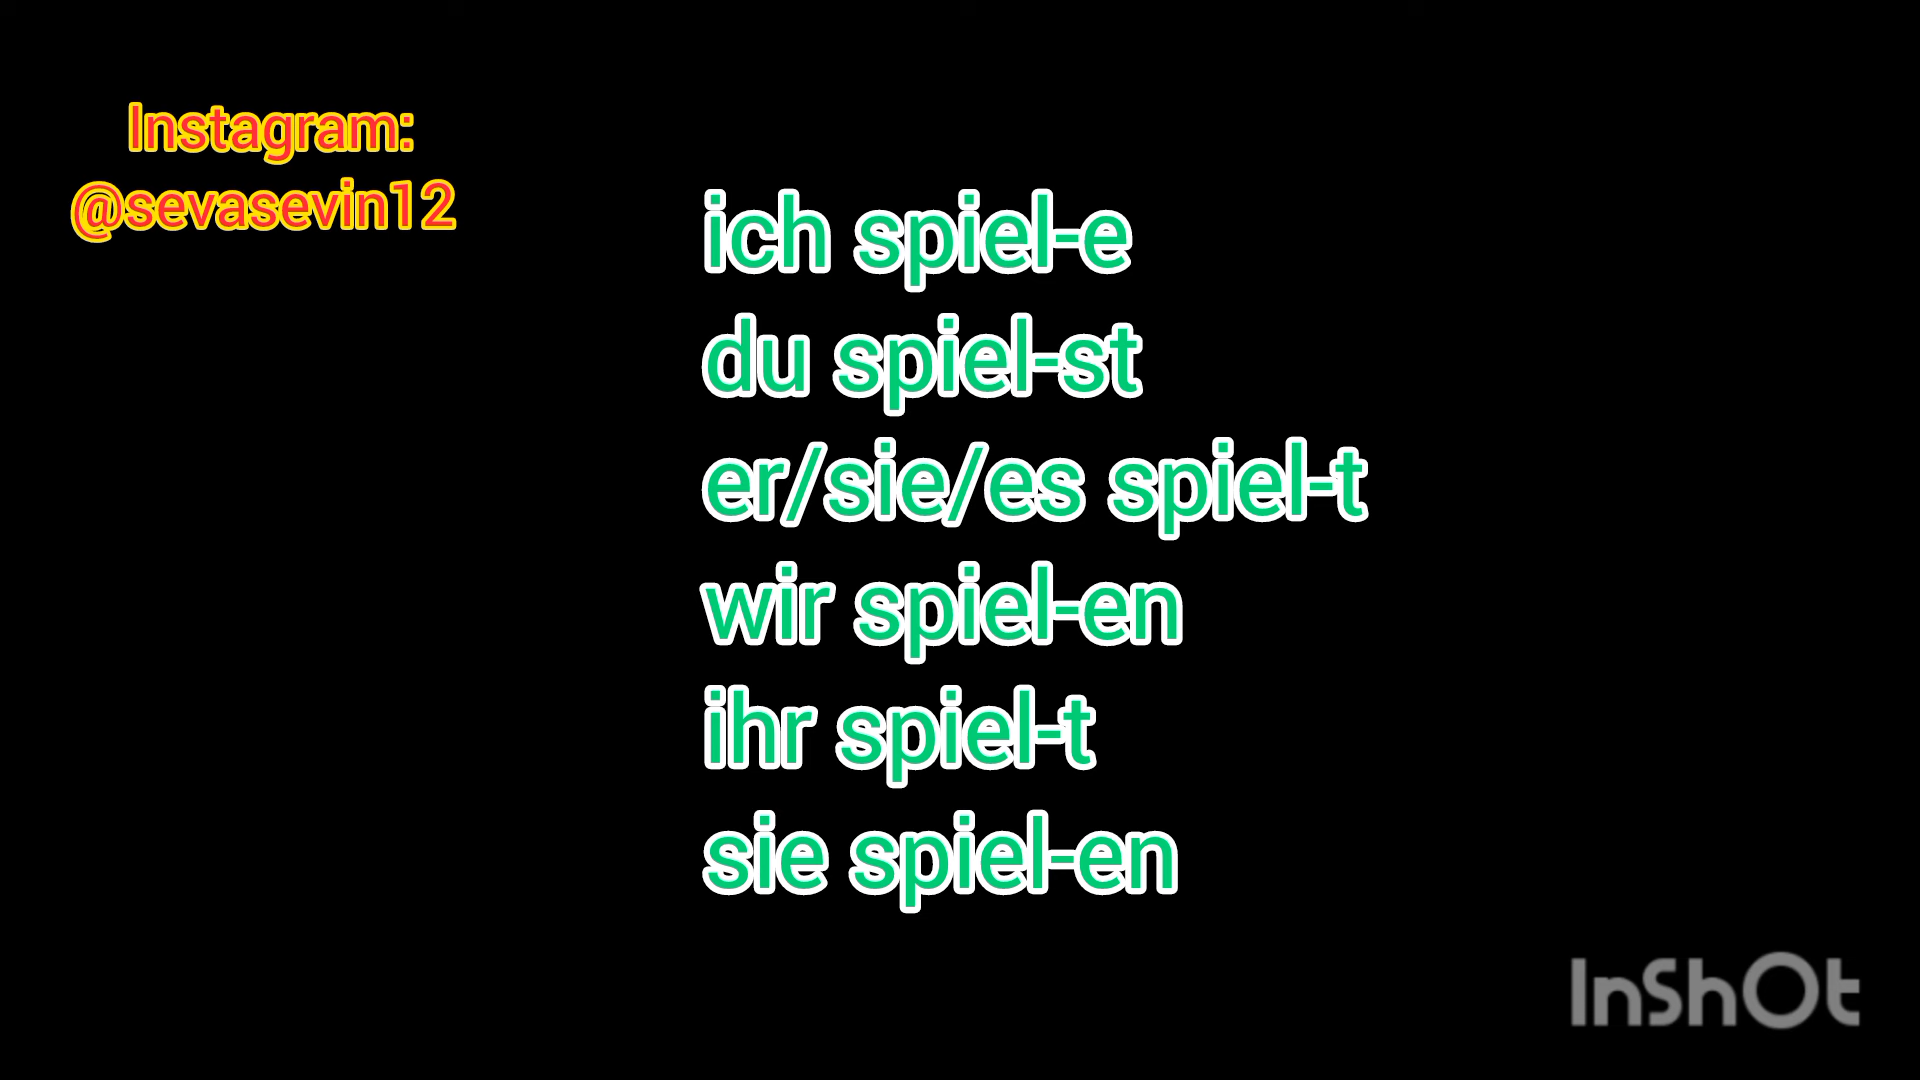 Instagram:
@sevasevin12
ich spiel-e
du spiel-st
er/sie/es spiel-t
wir spiel-en
ihr spiel-t
sie spiel-en
InShOt